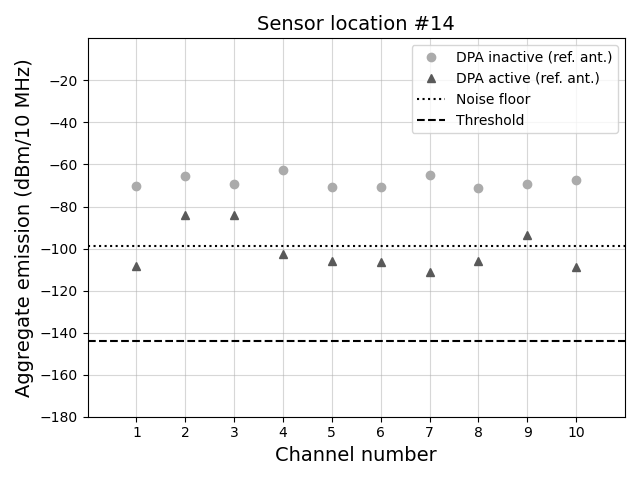 Sensor location #14
DPA inactive (ref. ant.)
DPA active (ref. ant.)
Noise floor
Threshold
Aggregate emission (dBm/10 MHz)
−20
−40
−60
−80
−100
−120
−140
−160
−180
1 2 3 4 5 6 7 8 9 10
Channel number